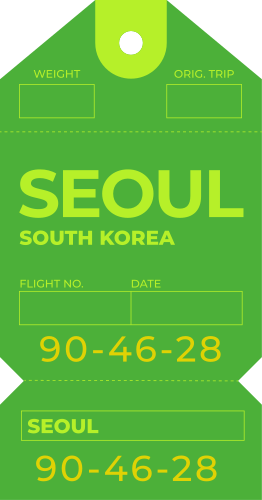 WEIGHT ORIG. TRIP
SEOUL
SOUTH KOREA
FLIGHT NO. DATE
90-46-28
SEOUL
90-46-28